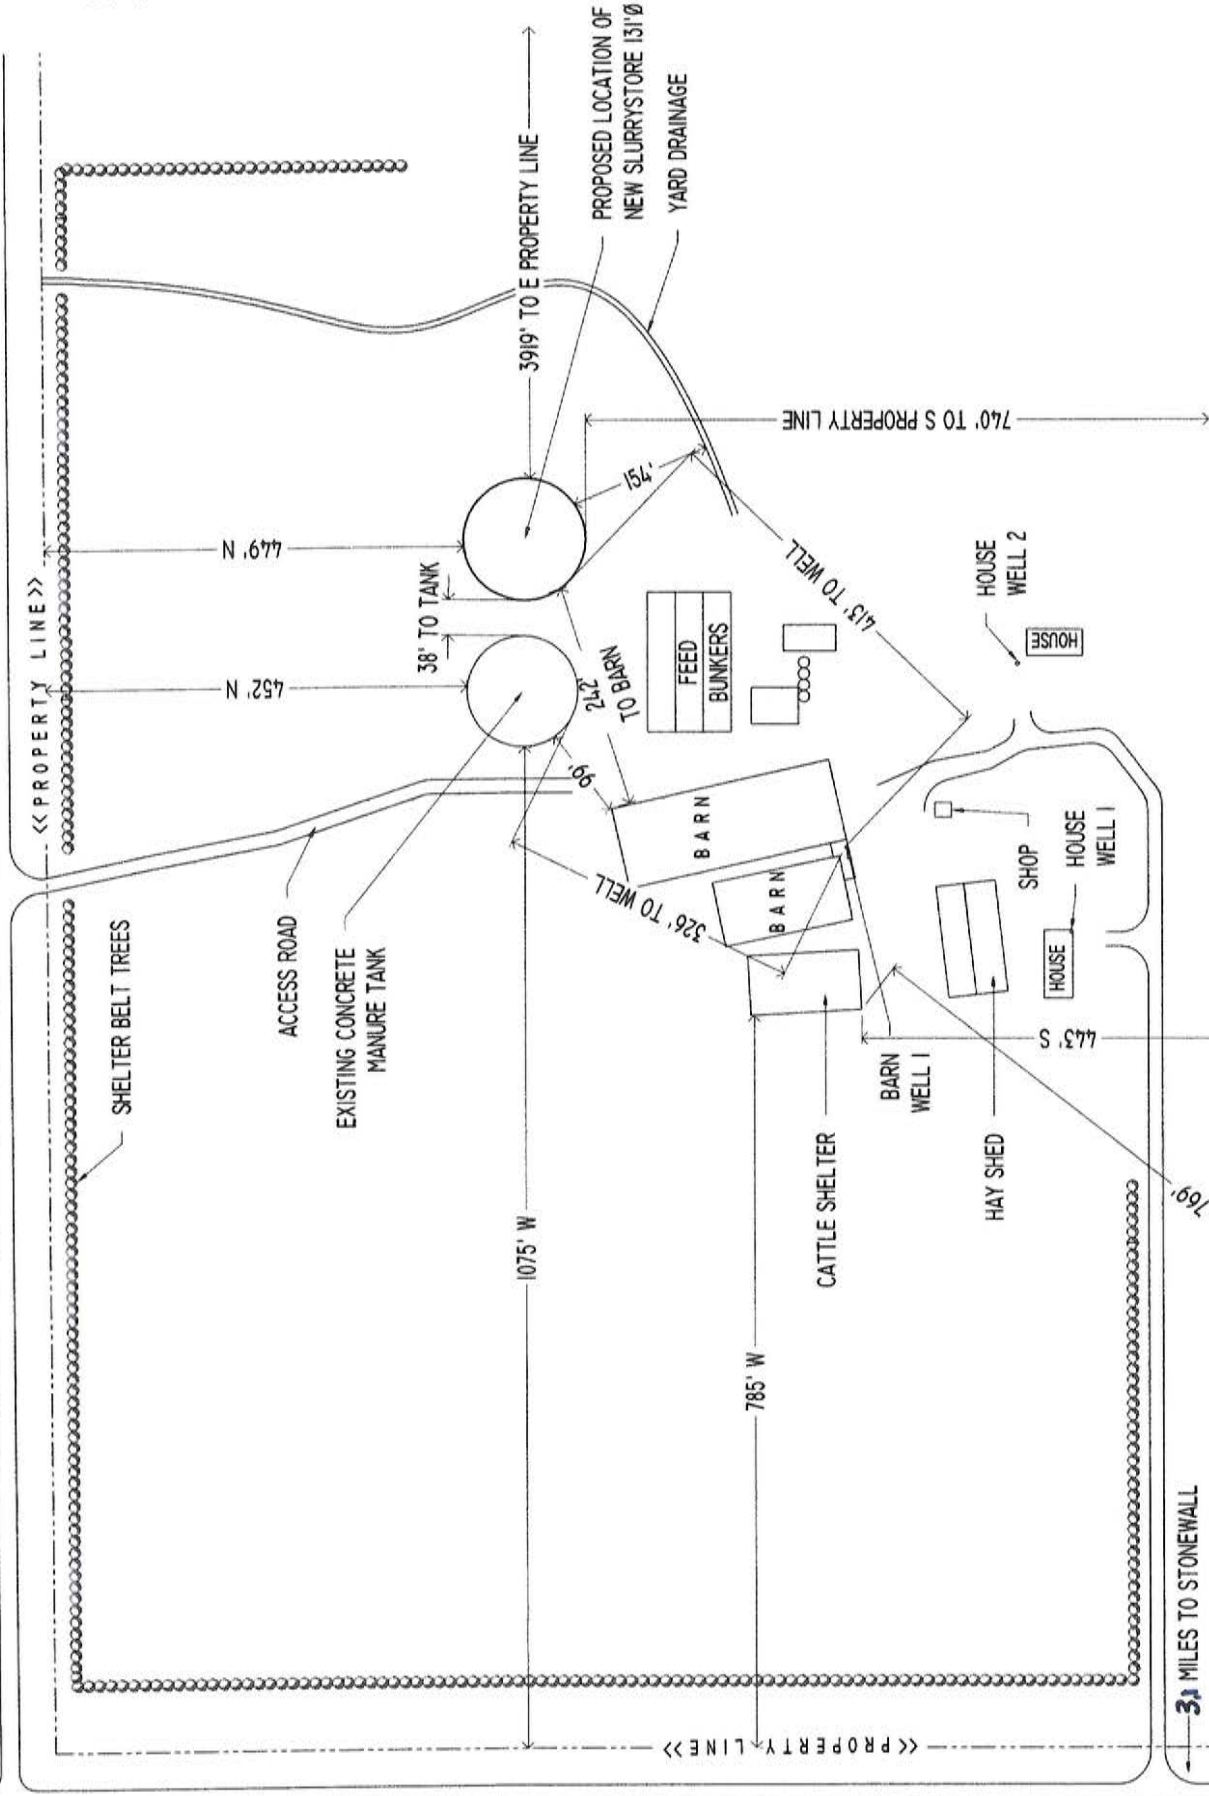 <<PROPERTY LINE>>
SHELTER BELT TREES
ACCESS ROAD
EXISTING CONCRETE
MANURE TANK
452' N
449' N
38' TO TANK
3919' TO E PROPERTY LINE
PROPOSED LOCATION OF
NEW SLURRYSTORE 131'Ø
YARD DRAINAGE
1075' W
99'
242'
TO BARN
154'
740' TO S PROPERTY LINE
FEED
BUNKERS
413' TO WELL
326' TO WELL
BARN
BARN
785' W
CATTLE SHELTER
BARN
WELL 1
443' S
HAY SHED
SHOP
HOUSE
WELL 1
HOUSE
HOUSE
WELL 2
HOUSE
769'
<<PROPERTY LINE>>
3.1 MILES TO STONEWALL